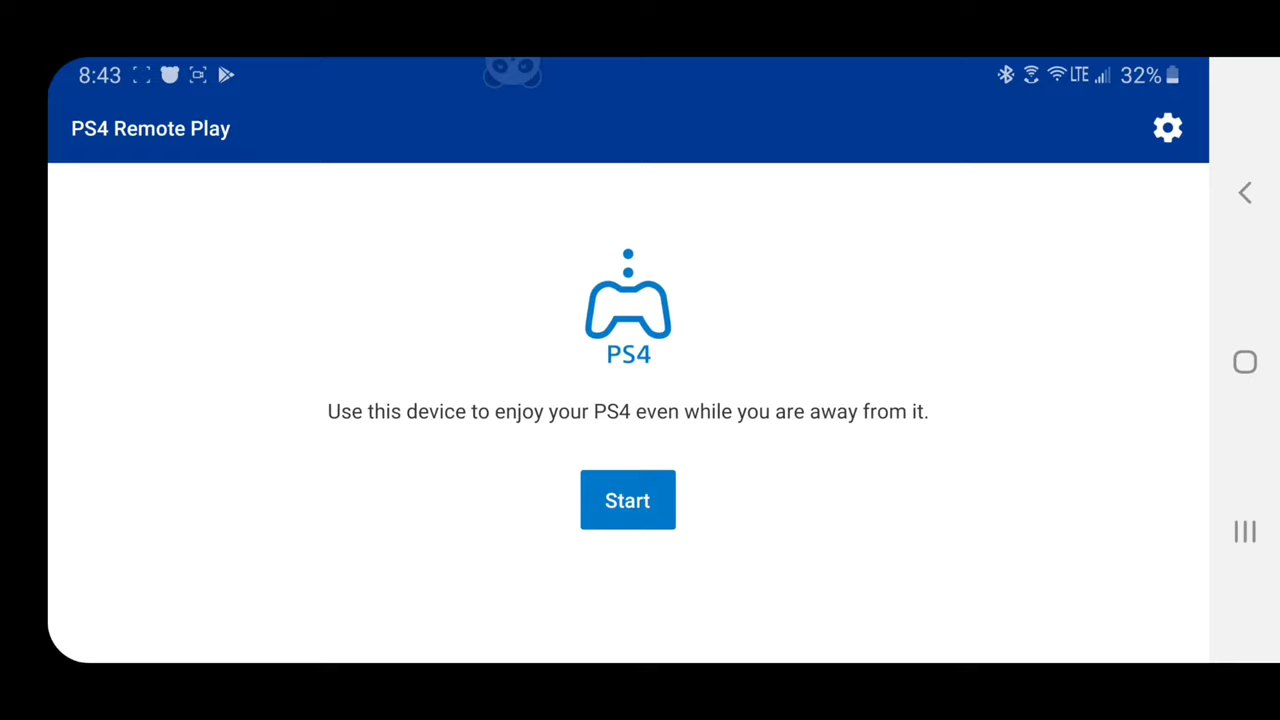 8:43 LTE 32%
PS4 Remote Play
PS4
Use this device to enjoy your PS4 even while you are away from it.
Start